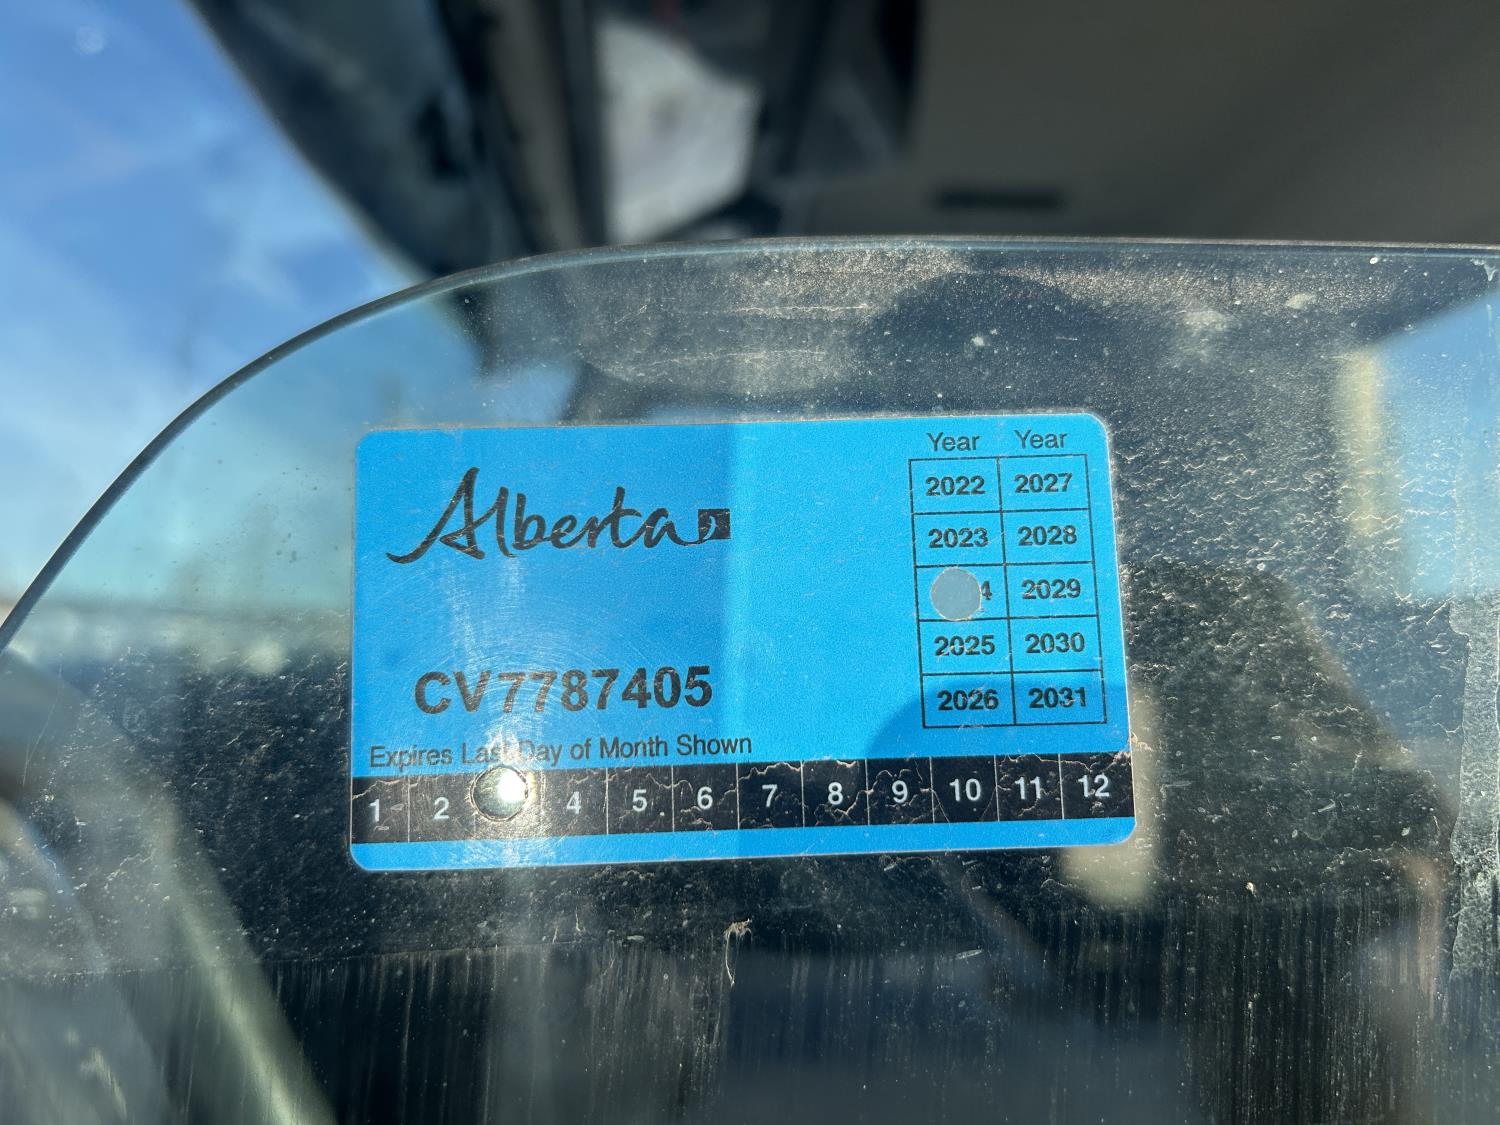 Alberta
Year Year
2022 2027
2023 2028
4 2029
2025 2030
2026 2031
CV7787405
Expires Last Day of Month Shown
1 2 4 5 6 7 8 9 10 11 12